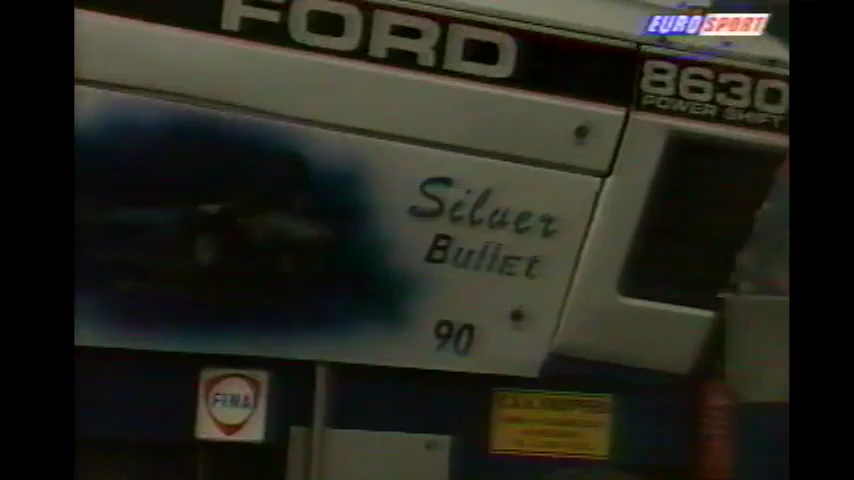 EUROSPORT
FORD
8630
POWER SHIFT
Silver
Bullet
90
FINA